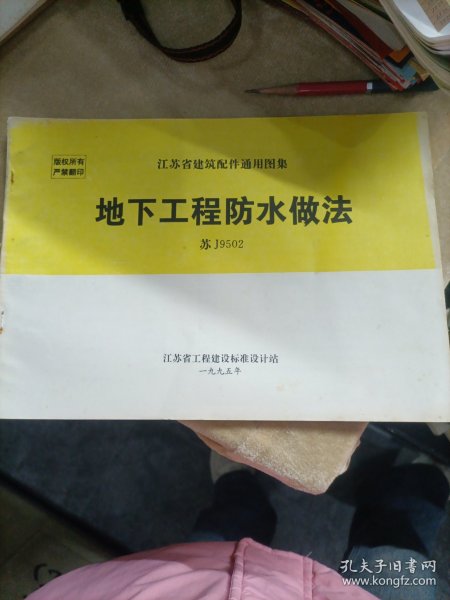 版权所有
严禁翻印
江苏省建筑配件通用图集
地下工程防水做法
苏J9502
江苏省工程建设标准设计站
一九九五年
孔夫子旧书网
www.kongfz.com